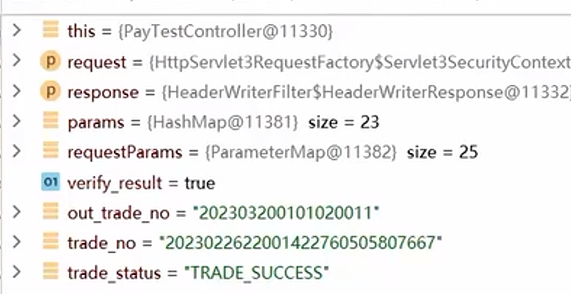 this = {PayTestController@11330}
p request = {HttpServlet3RequestFactory$Servlet3SecurityContext
p response = {HeaderWriterFilter$HeaderWriterResponse@11332}
params = {HashMap@11381} size = 23
requestParams = {ParameterMap@11382} size = 25
01 verify_result = true
out_trade_no = "202303200101020011"
trade_no = "2023022622001422760505807667"
trade_status = "TRADE_SUCCESS"